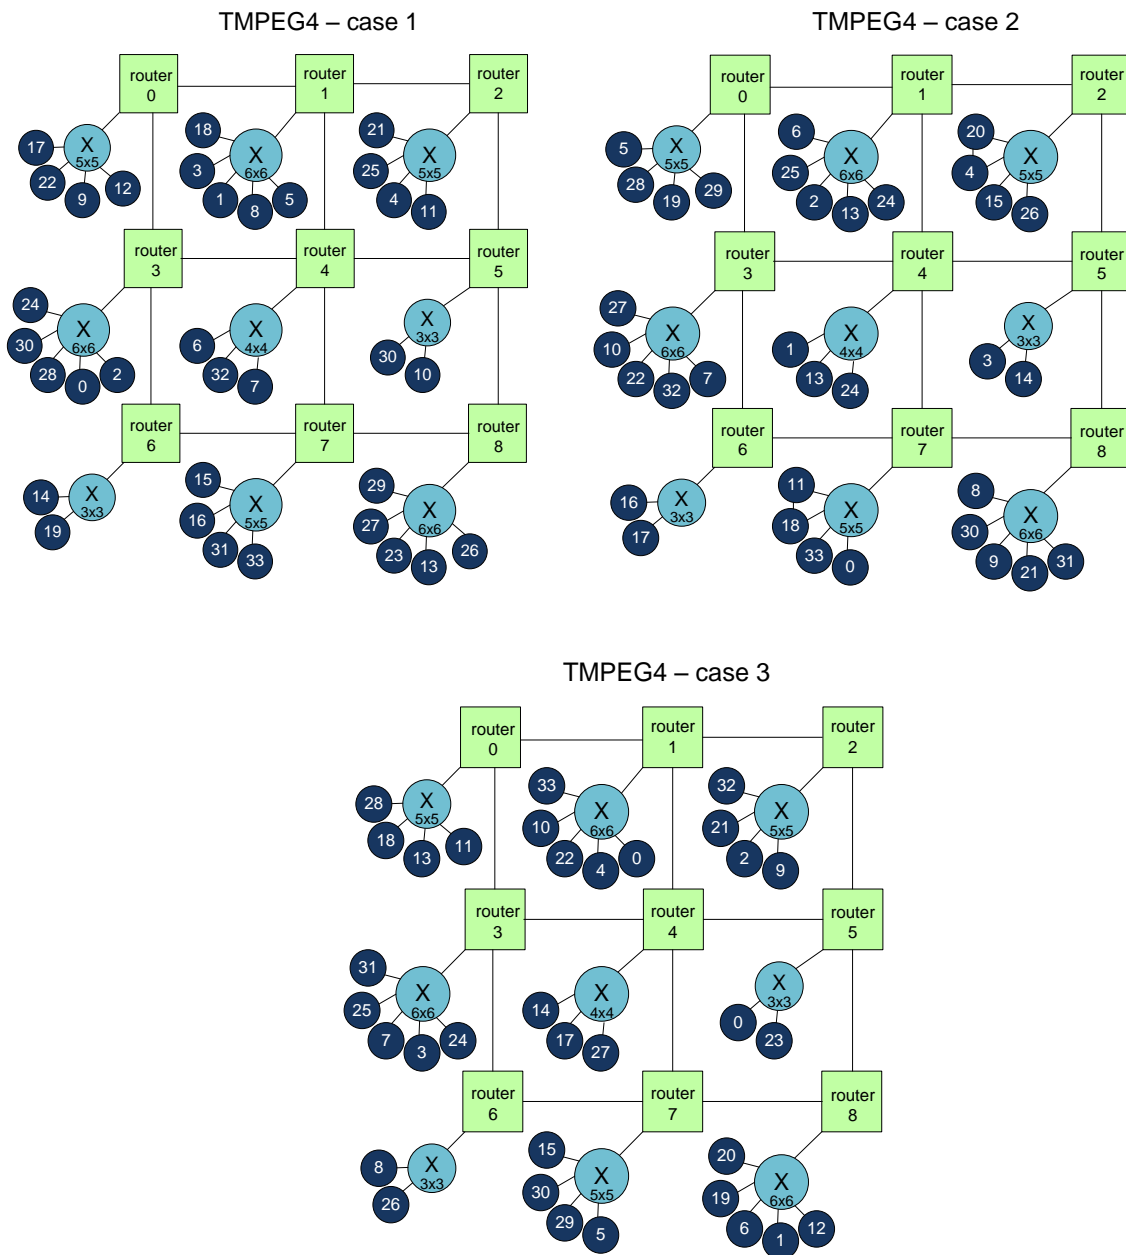 TMPEG4 – case 1
router
0
router
1
router
2
17
22
9
12
X
5x5
18
3
1
8
5
X
6x6
21
25
4
11
X
5x5
router
3
router
4
router
5
24
30
28
0
2
X
6x6
6
32
7
X
4x4
30
10
X
3x3
router
6
router
7
router
8
14
19
X
3x3
15
16
31
33
X
5x5
29
27
23
13
26
X
6x6
TMPEG4 – case 2
router
0
router
1
router
2
5
28
19
29
X
5x5
6
25
2
13
24
X
6x6
20
4
15
26
X
5x5
router
3
router
4
router
5
27
10
22
32
7
X
6x6
1
13
24
X
4x4
3
14
X
3x3
router
6
router
7
router
8
16
17
X
3x3
11
18
33
0
X
5x5
8
30
9
21
31
X
6x6
TMPEG4 – case 3
router
0
router
1
router
2
28
18
13
11
X
5x5
33
10
22
4
0
X
6x6
32
21
2
9
X
5x5
router
3
router
4
router
5
31
25
7
3
24
X
6x6
14
17
27
X
4x4
0
23
X
3x3
router
6
router
7
router
8
8
26
X
3x3
15
30
29
5
X
5x5
20
19
6
1
12
X
6x6